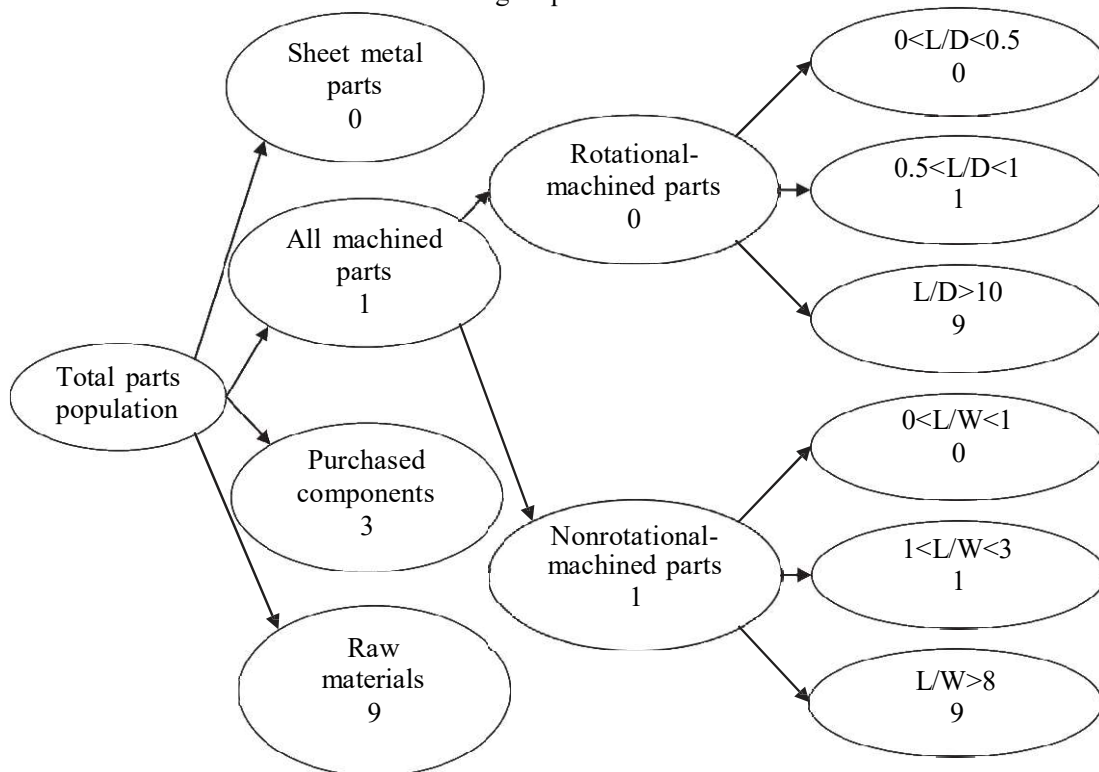 Sheet metal
parts
0
All machined
parts
1
Total parts
population
Purchased
components
3
Raw
materials
9
Rotational-
machined parts
0
Nonrotational-
machined parts
1
0<L/D<0.5
0
0.5<L/D<1
1
L/D>10
9
0<L/W<1
0
1<L/W<3
1
L/W>8
9